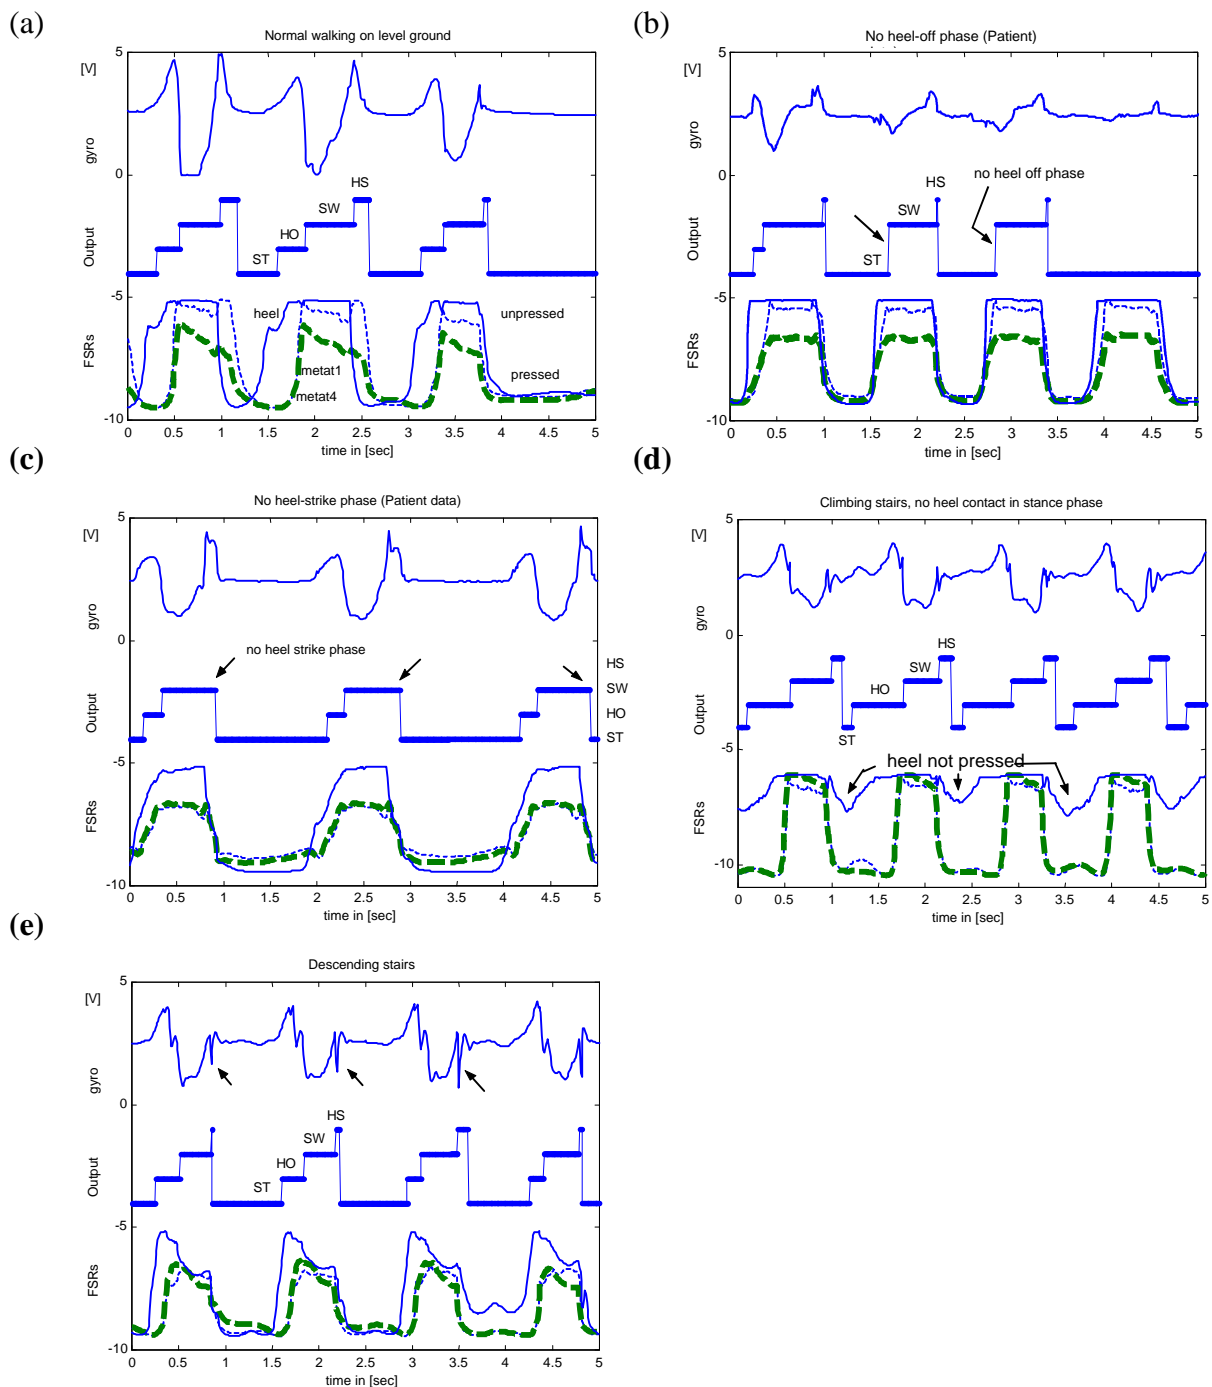 (a)
Normal walking on level ground
[V]
gyro
Output
FSRs
5
0
-5
-10
HS
SW
HO
ST
heel
unpressed
metat1
pressed
metat4
0 0.5 1 1.5 2 2.5 3 3.5 4 4.5 5
time in [sec]
(b)
No heel-off phase (Patient)
[V]
gyro
Output
FSRs
5
0
-5
-10
no heel off phase
HS
SW
ST
0 0.5 1 1.5 2 2.5 3 3.5 4 4.5 5
time in [sec]
(c)
No heel-strike phase (Patient data)
[V]
gyro
Output
FSRs
5
0
-5
-10
no heel strike phase
HS
SW
HO
ST
0 0.5 1 1.5 2 2.5 3 3.5 4 4.5 5
time in [sec]
(d)
Climbing stairs, no heel contact in stance phase
[V]
gyro
Output
FSRs
5
0
-5
-10
HS
SW
HO
ST
heel not pressed
0 0.5 1 1.5 2 2.5 3 3.5 4 4.5 5
time in [sec]
(e)
Descending stairs
[V]
gyro
Output
FSRs
5
0
-5
-10
HS
SW
HO
ST
0 0.5 1 1.5 2 2.5 3 3.5 4 4.5 5
time in [sec]